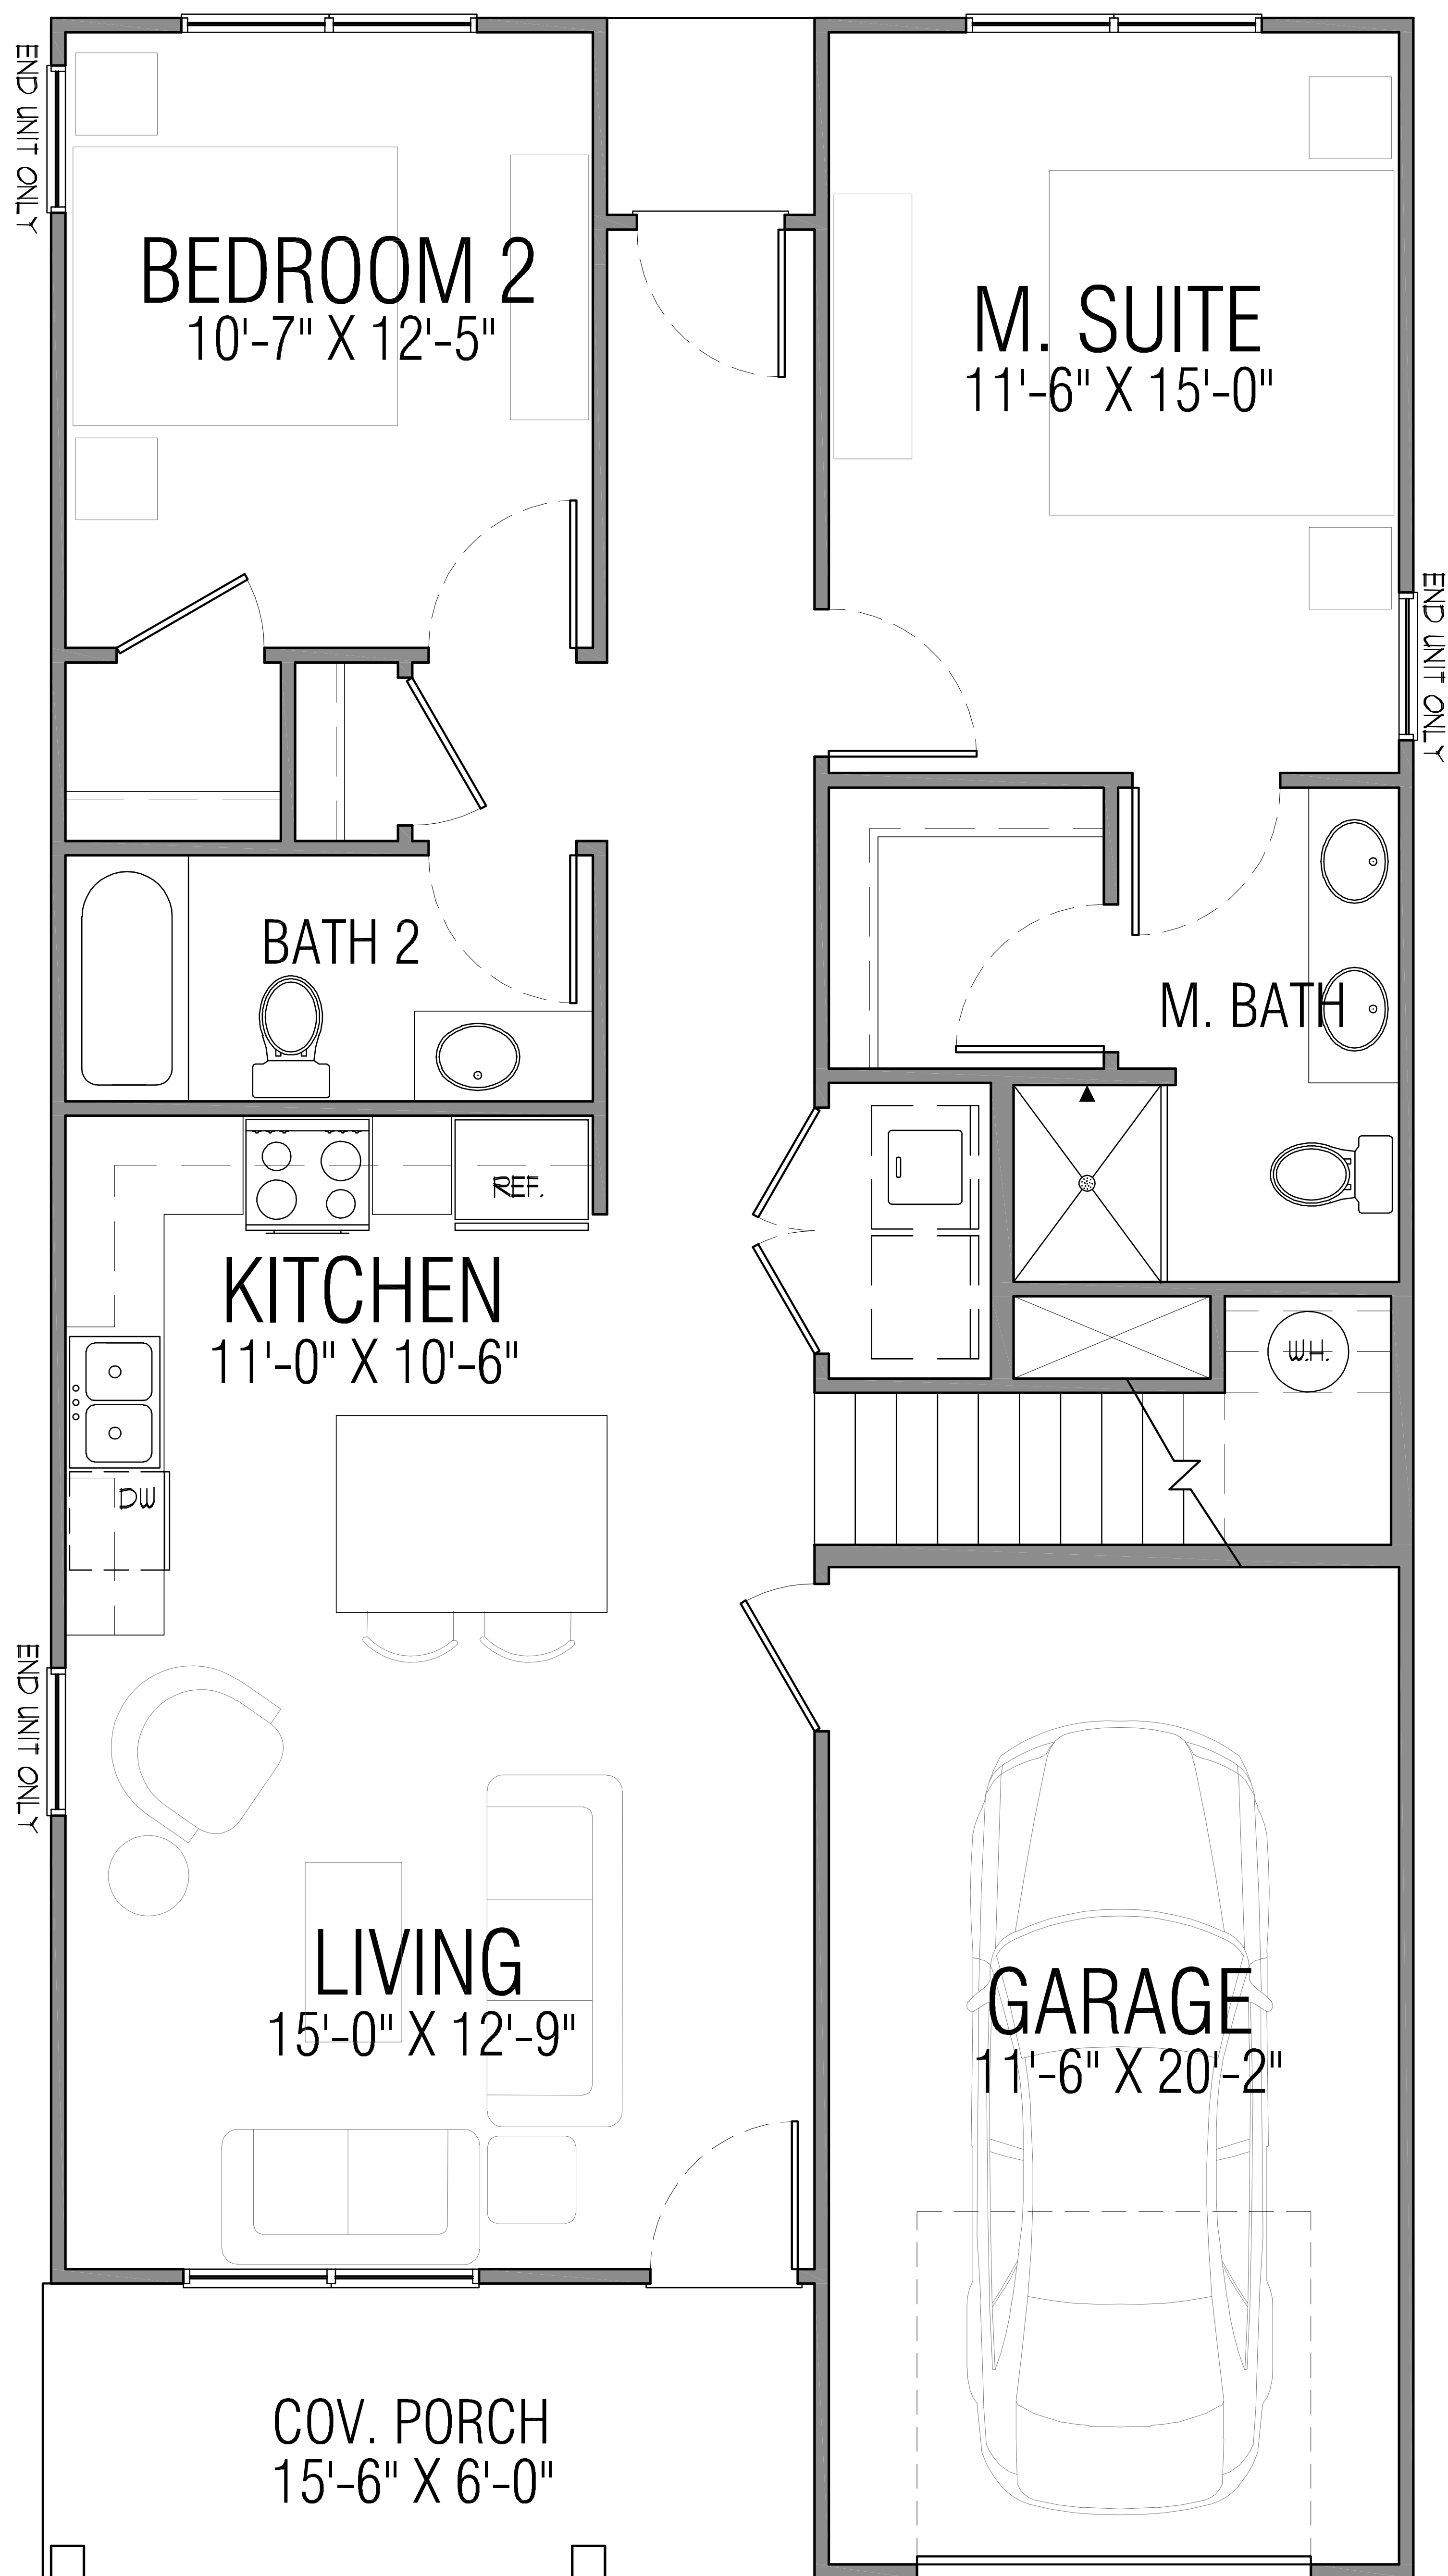 END UNIT ONLY
BEDROOM 2
10'-7" X 12'-5"
M. SUITE
11'-6" X 15'-0"
END UNIT ONLY
BATH 2
M. BATH
REF.
KITCHEN
11'-0" X 10'-6"
W.H.
DW
END UNIT ONLY
LIVING
15'-0" X 12'-9"
GARAGE
11'-6" X 20'-2"
COV. PORCH
15'-6" X 6'-0"